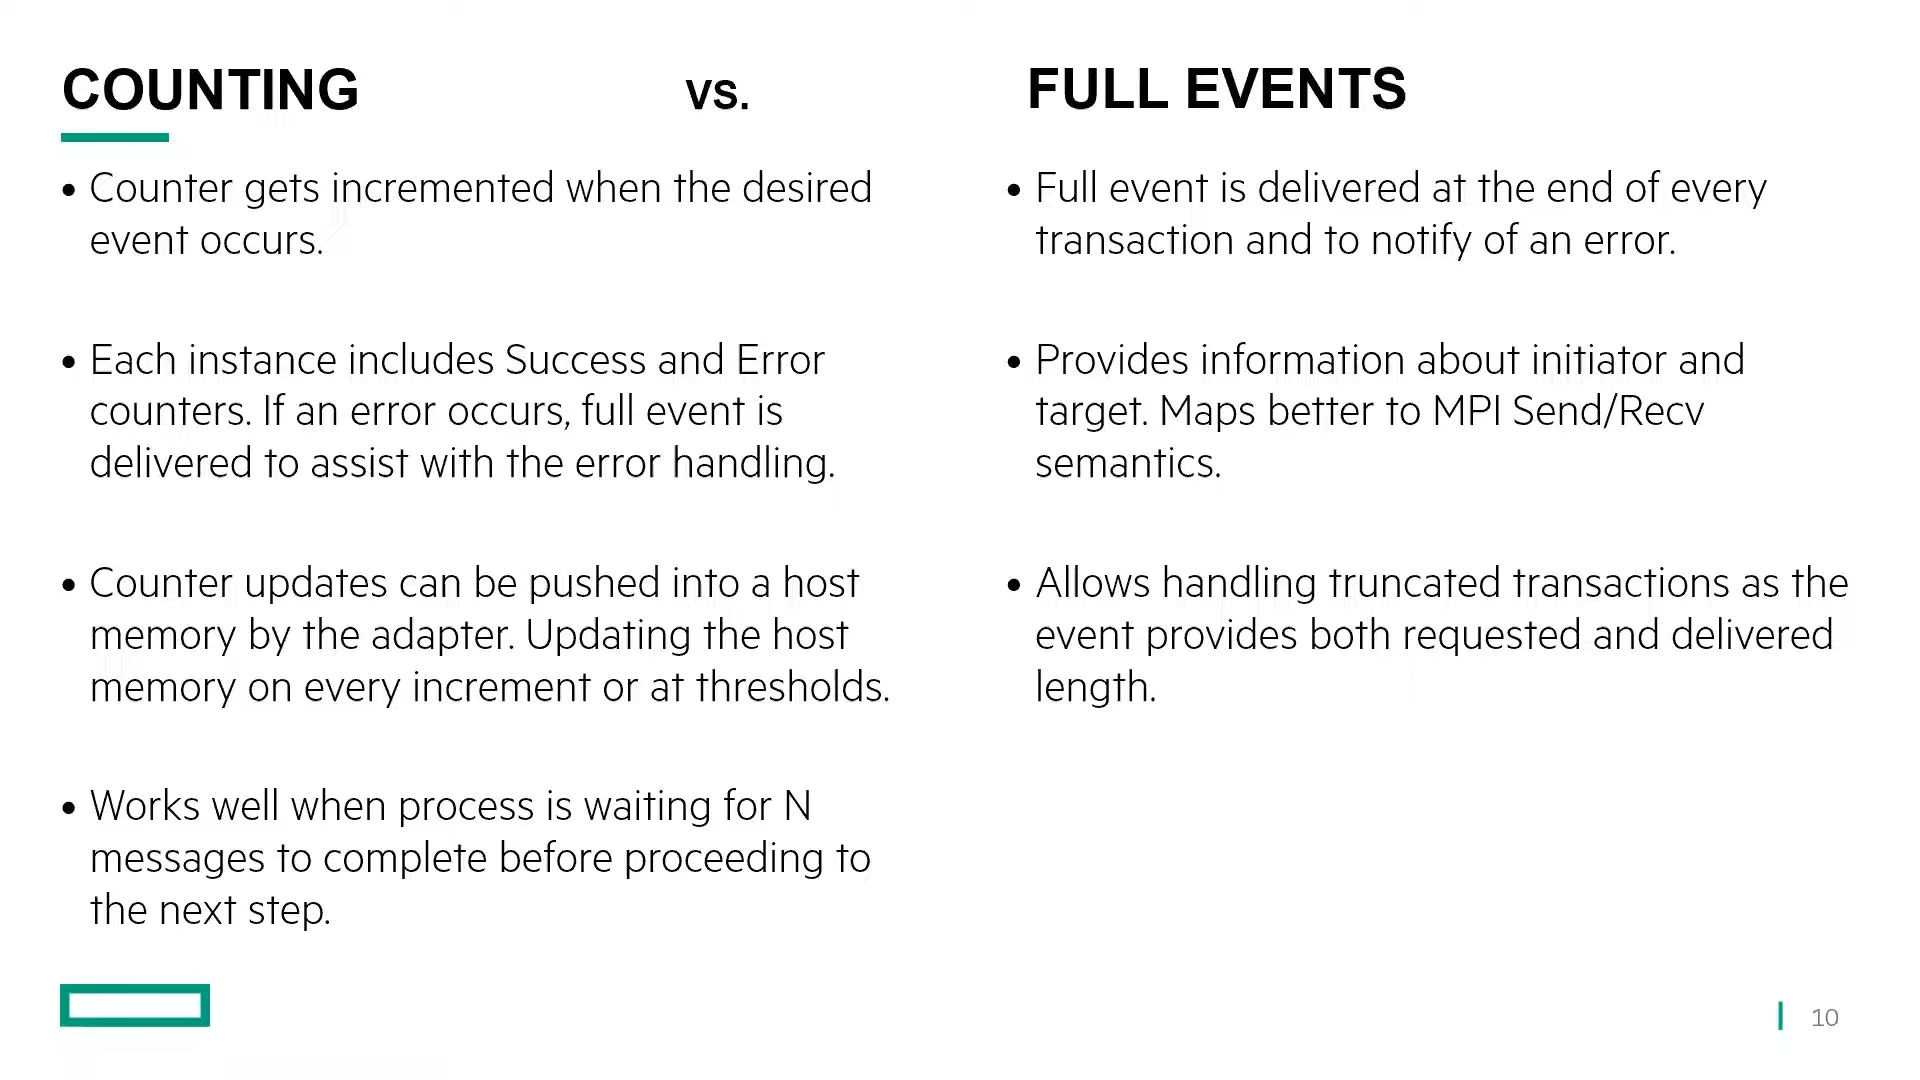 COUNTING vs. FULL EVENTS
• Counter gets incremented when the desired
event occurs.
• Each instance includes Success and Error
counters. If an error occurs, full event is
delivered to assist with the error handling.
• Counter updates can be pushed into a host
memory by the adapter. Updating the host
memory on every increment or at thresholds.
• Works well when process is waiting for N
messages to complete before proceeding to
the next step.
• Full event is delivered at the end of every
transaction and to notify of an error.
• Provides information about initiator and
target. Maps better to MPI Send/Recv
semantics.
• Allows handling truncated transactions as the
event provides both requested and delivered
length.
10